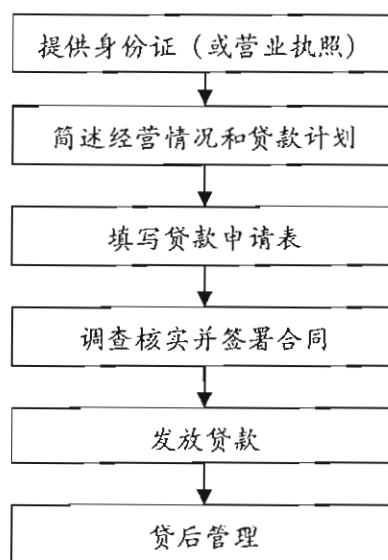 提供身份证（或营业执照）
简述经营情况和贷款计划
填写贷款申请表
调查核实并签署合同
发放贷款
贷后管理